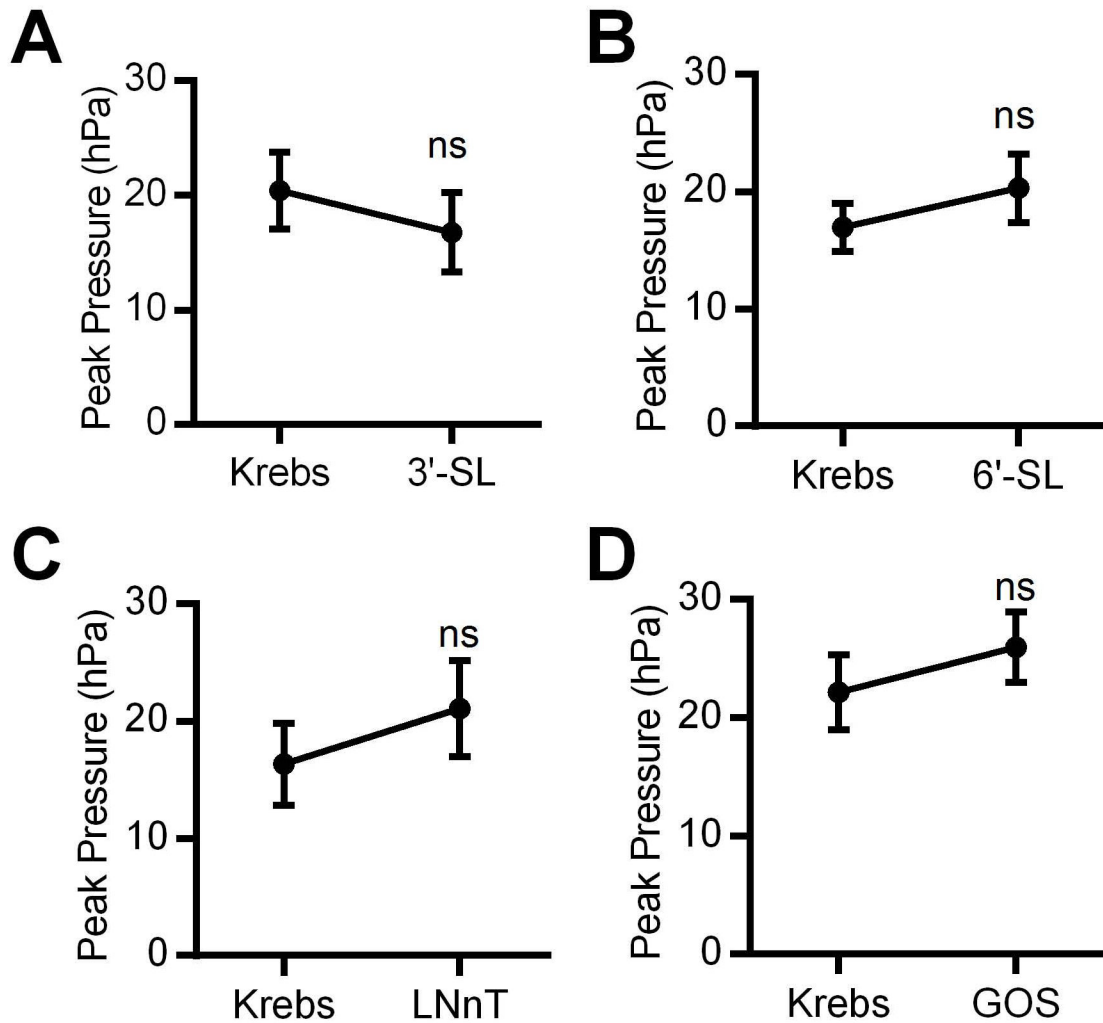 A
Peak Pressure (hPa)
30
20
10
0
ns
Krebs
3'-SL
B
Peak Pressure (hPa)
30
20
10
0
ns
Krebs
6'-SL
C
Peak Pressure (hPa)
30
20
10
0
ns
Krebs
LNnT
D
Peak Pressure (hPa)
30
20
10
0
ns
Krebs
GOS